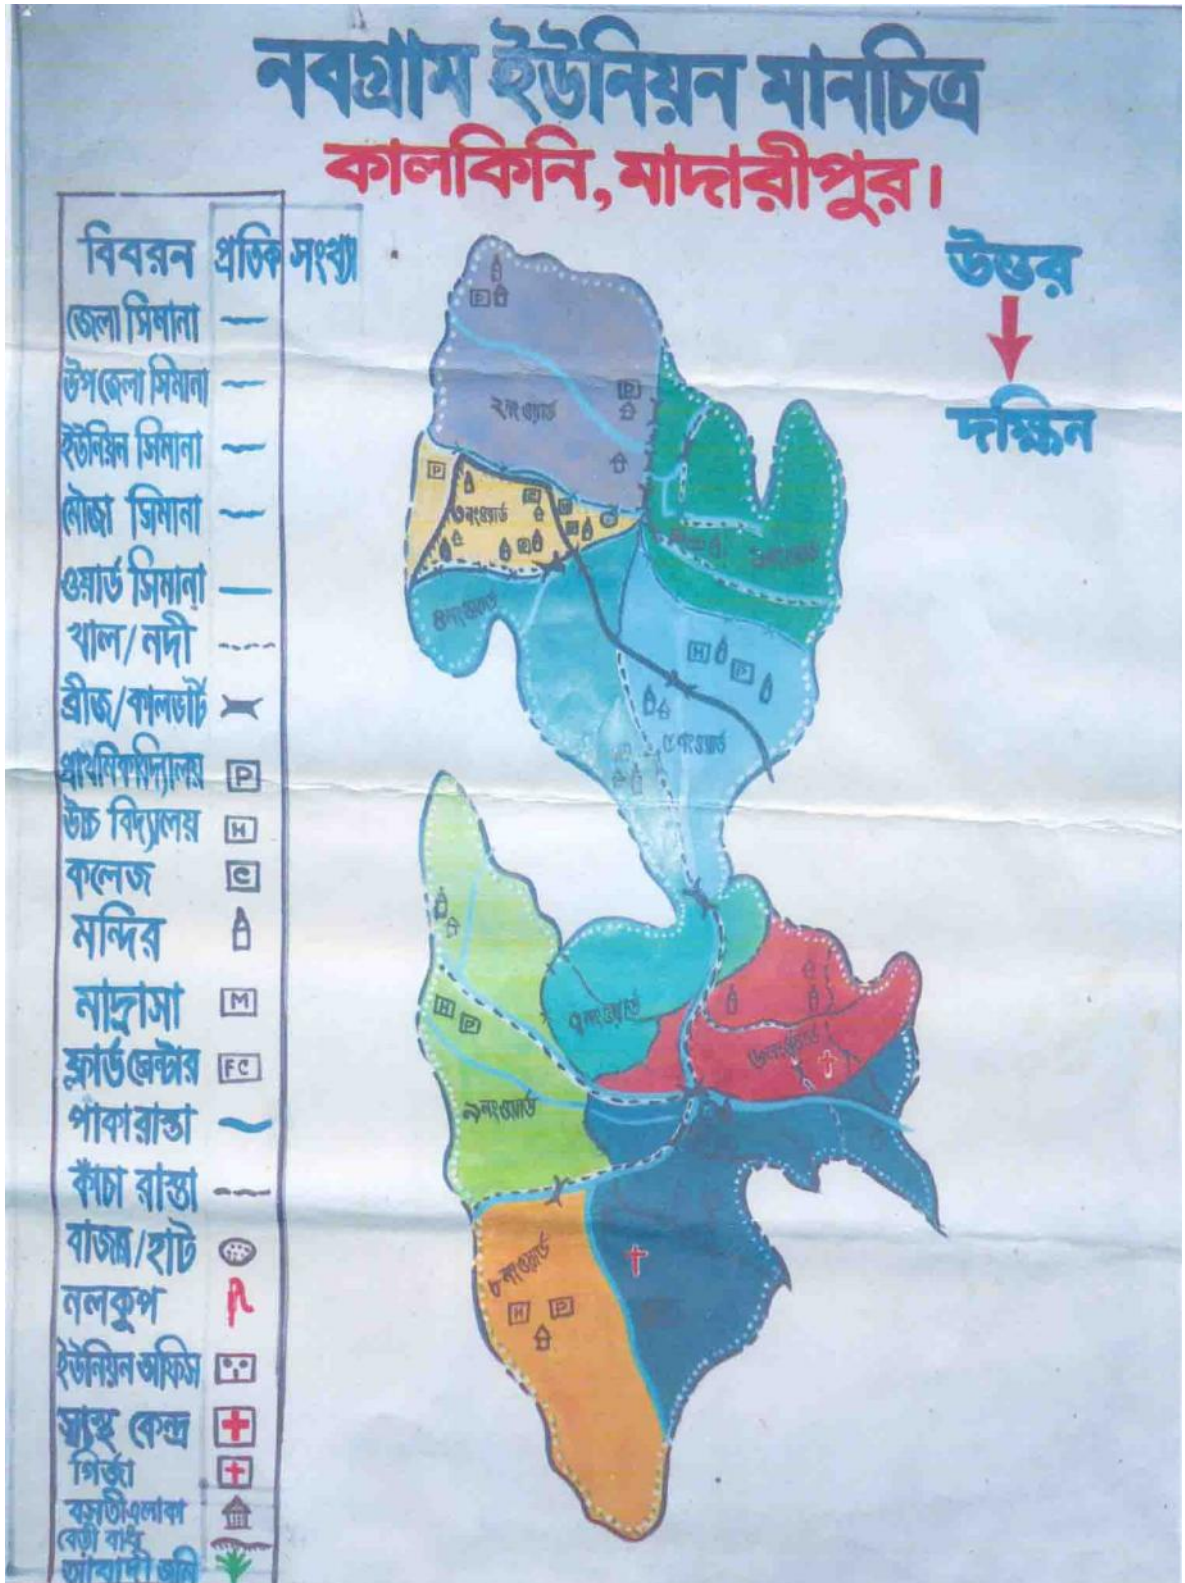 নবগ্রাম ইউনিয়ন মানচিত্র
কালকিনি, মাদারীপুর।
উত্তর
দক্ষিন
বিবরন প্রতিক সংখ্যা
জেলা সিমানা
উপজেলা সিমানা
ইউনিয়ন সিমানা
মৌজা সিমানা
ওয়ার্ড সিমানা
খাল/নদী
ব্রীজ/কালভার্ট
প্রাথমিক বিদ্যালয় P
উচ্চ বিদ্যালয় H
কলেজ C
মন্দির
মাদ্রাসা M
FC
পাকা রাস্তা
কাঁচা রাস্তা
বাজার/হাট
নলকুপ
ইউনিয়ন অফিস
কেন্দ্র
গির্জা
বসতী এলাকা
বেড়ী বাধ
আবাদী জমি
২নং ওয়ার্ড
৩নং ওয়ার্ড
৪নং ওয়ার্ড
৫নং ওয়ার্ড
৭নং ওয়ার্ড
৬নং ওয়ার্ড
৯নং ওয়ার্ড
৮নং ওয়ার্ড